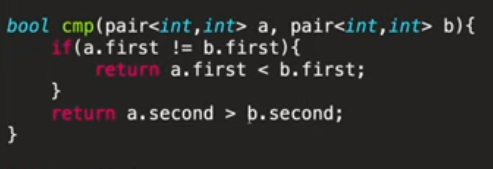 bool cmp(pair<int,int> a, pair<int,int> b){
    if(a.first != b.first){
        return a.first < b.first;
    }
    return a.second > b.second;
}